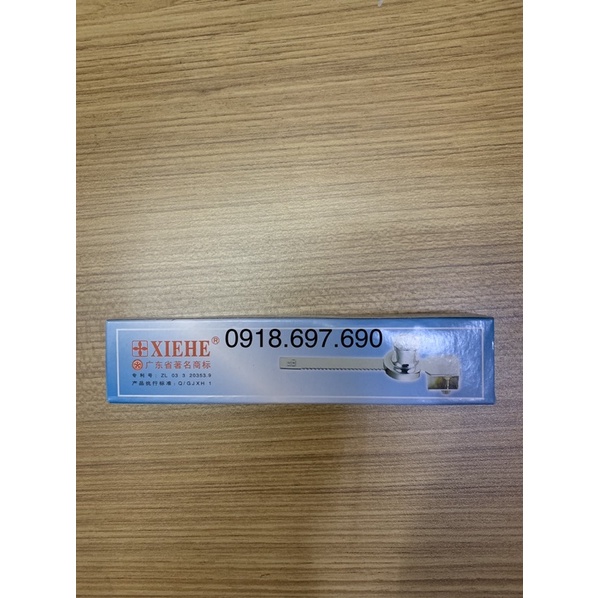 XIEHE®
0918.697.690
广东省著名商标
专利号: ZL 03 3 20353.9
产品执行标准: Q/GJXH 1